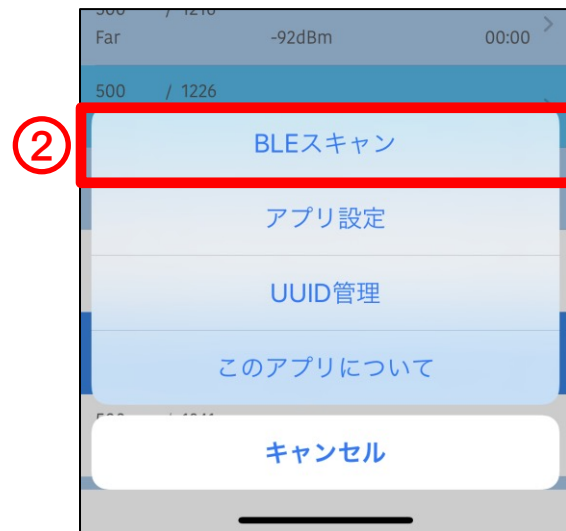 Far -92dBm 00:00
500 / 1226
②
BLEスキャン
アプリ設定
UUID管理
このアプリについて
キャンセル